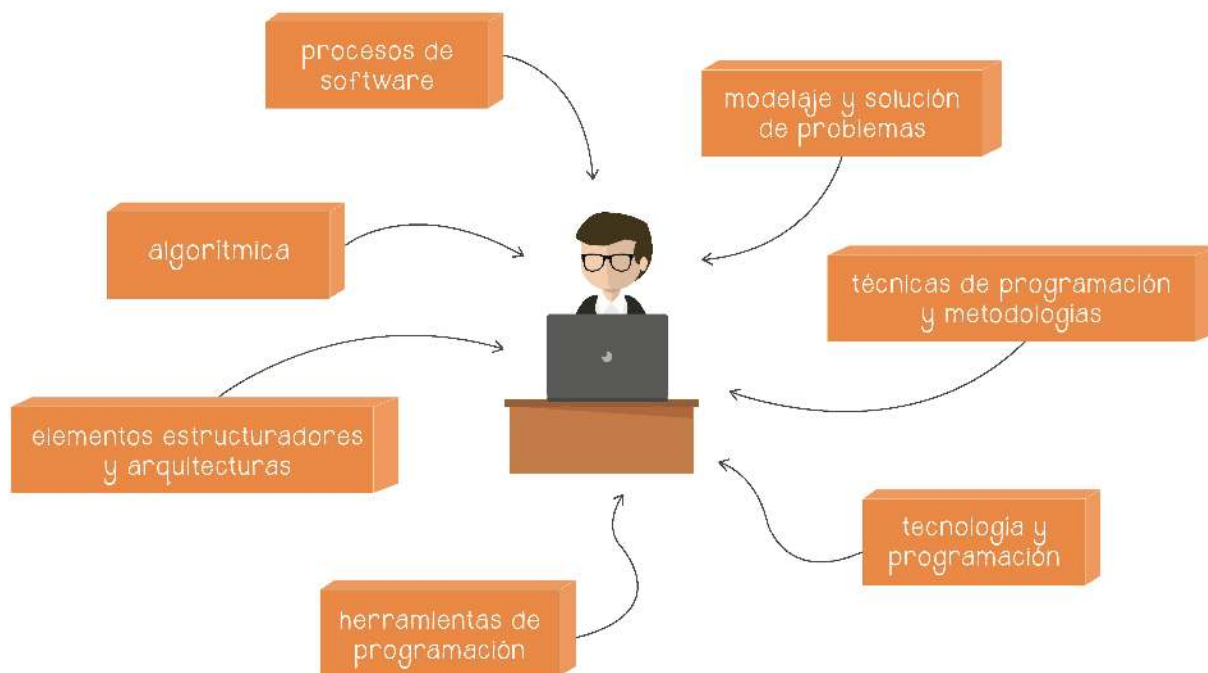 procesos de
software
modelaje y solución
de problemas
algorítmica
técnicas de programación
y metodologías
elementos estructuradores
y arquitecturas
tecnología y
programación
herramientas de
programación